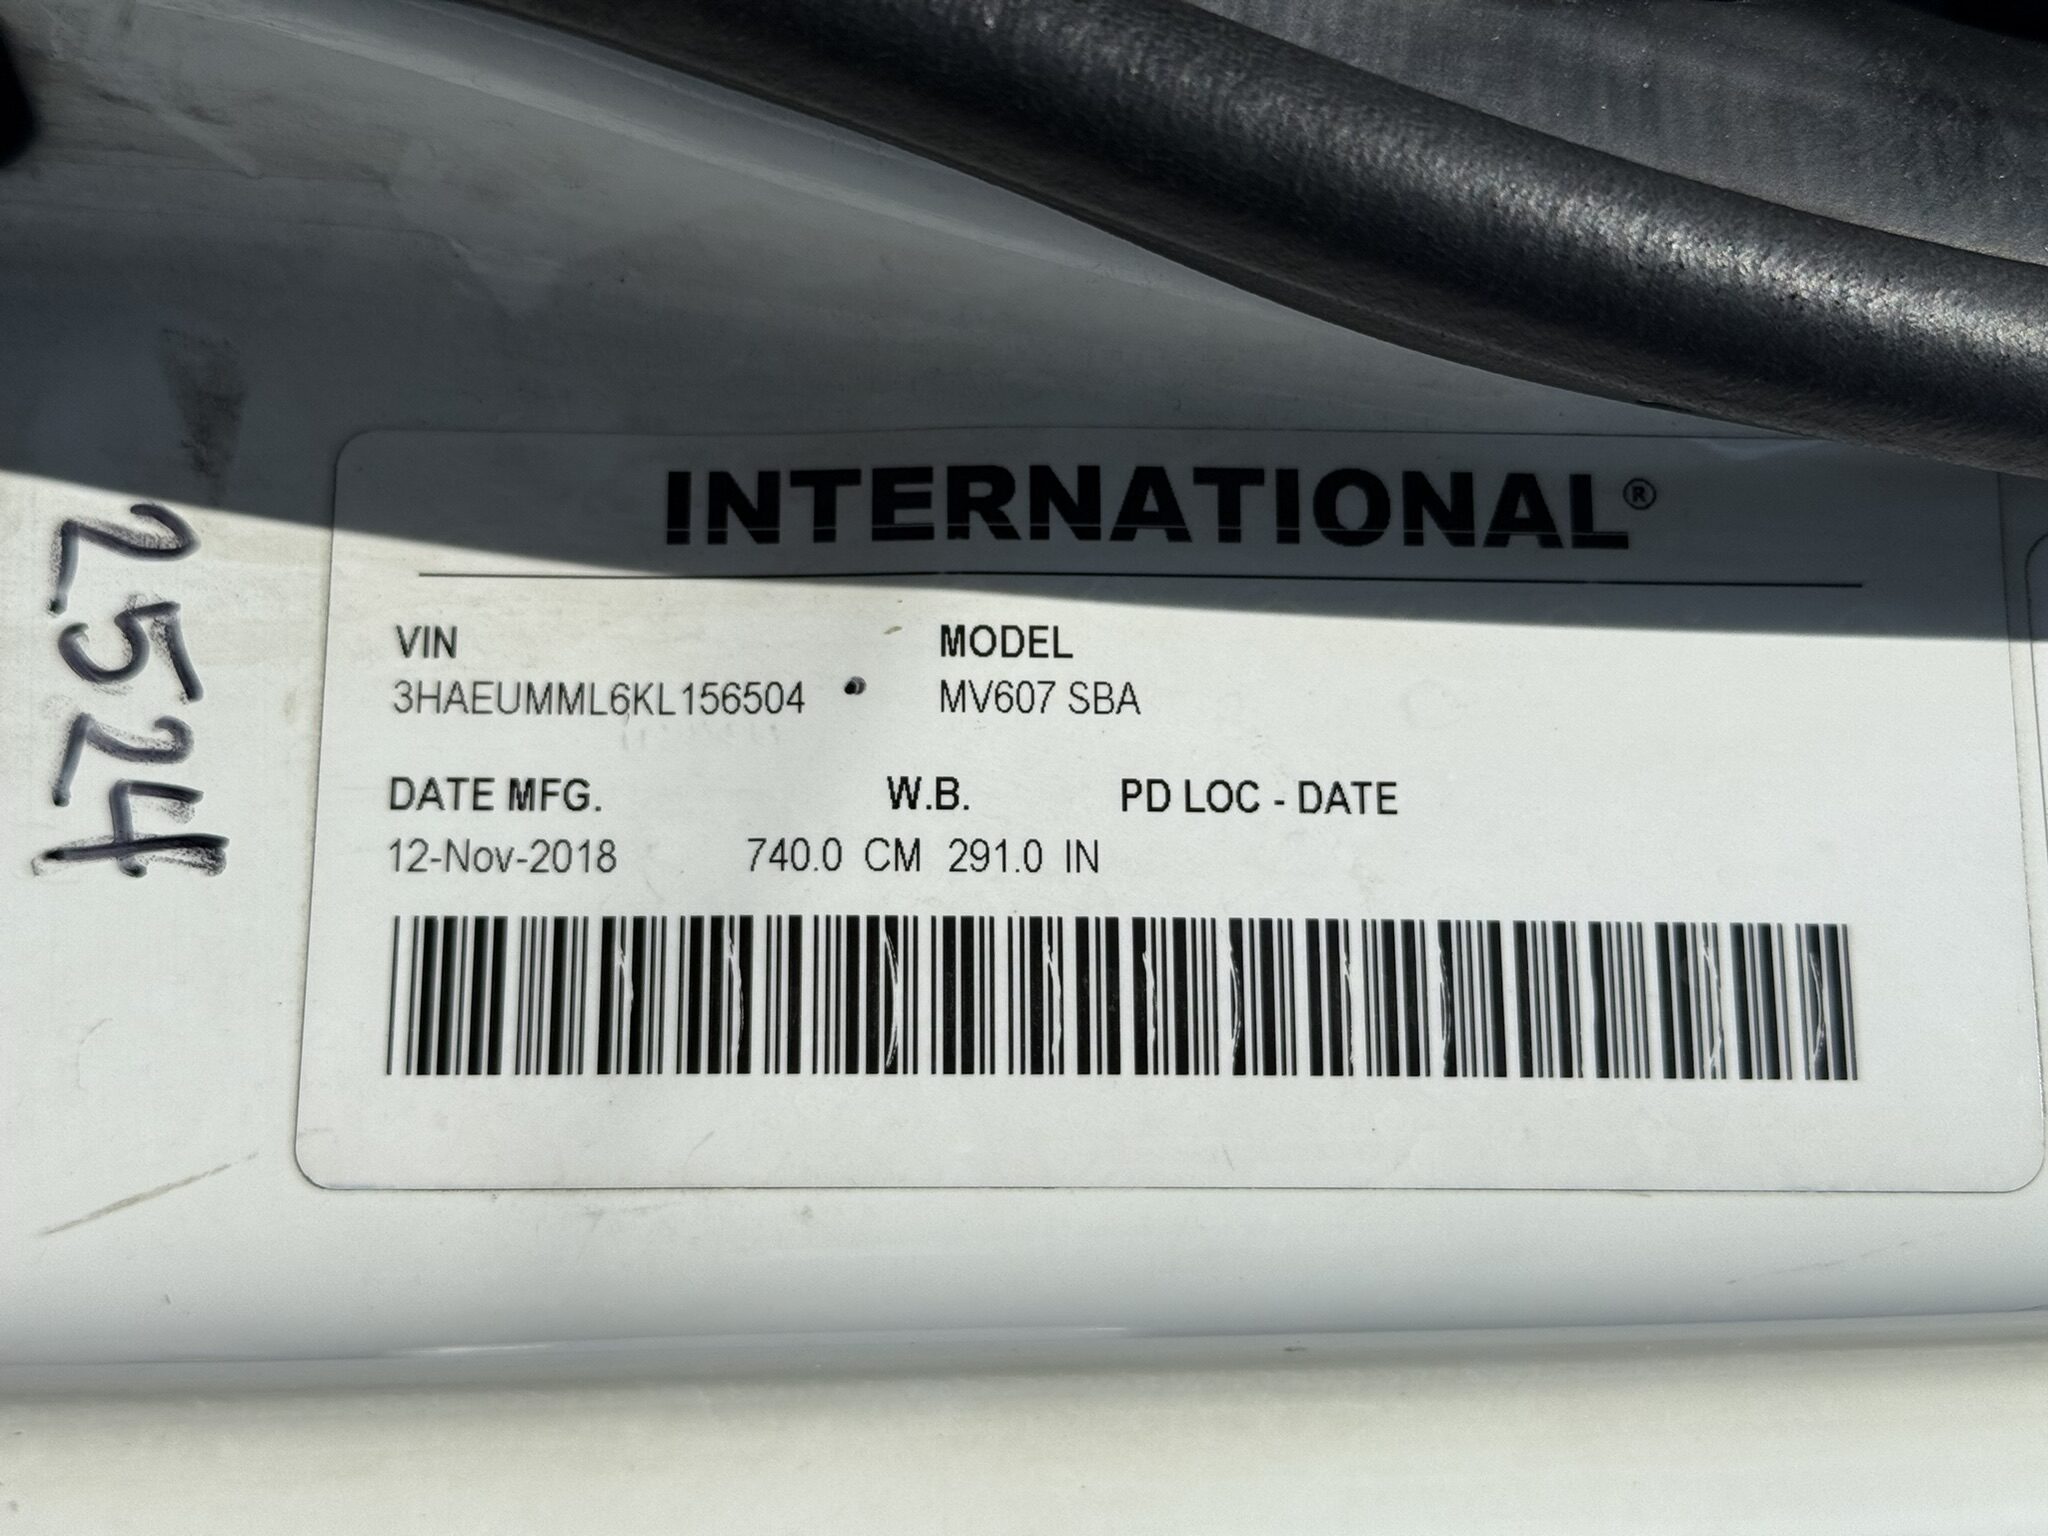 INTERNATIONAL®
VIN MODEL
3HAEUMML6KL156504 MV607 SBA
DATE MFG. W.B. PD LOC - DATE
12-Nov-2018 740.0 CM 291.0 IN
2524